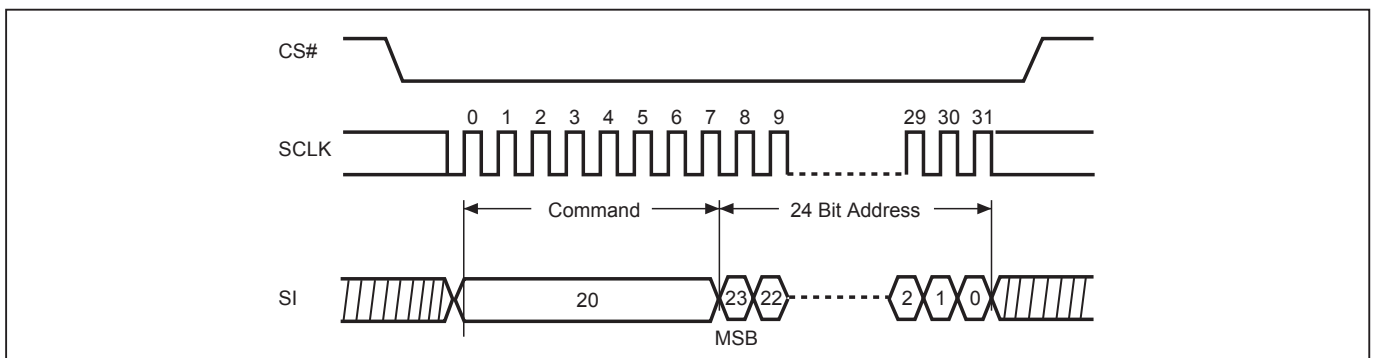 CS#
0 1 2 3 4 5 6 7 8 9 29 30 31
SCLK
Command 24 Bit Address
SI 20 23 22 2 1 0
MSB